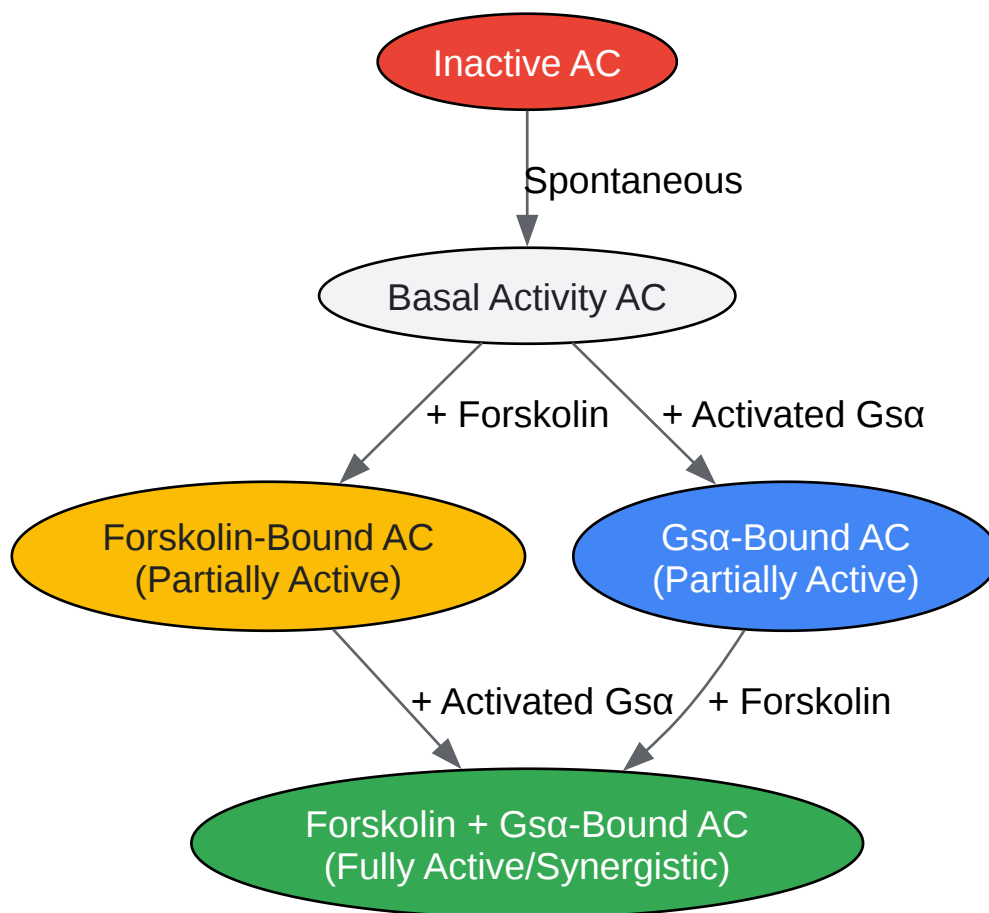 Inactive AC
Spontaneous
Basal Activity AC
+ Forskolin
+ Activated Gsα
Forskolin-Bound AC
(Partially Active)
Gsα-Bound AC
(Partially Active)
+ Activated Gsα
+ Forskolin
Forskolin + Gsα-Bound AC
(Fully Active/Synergistic)